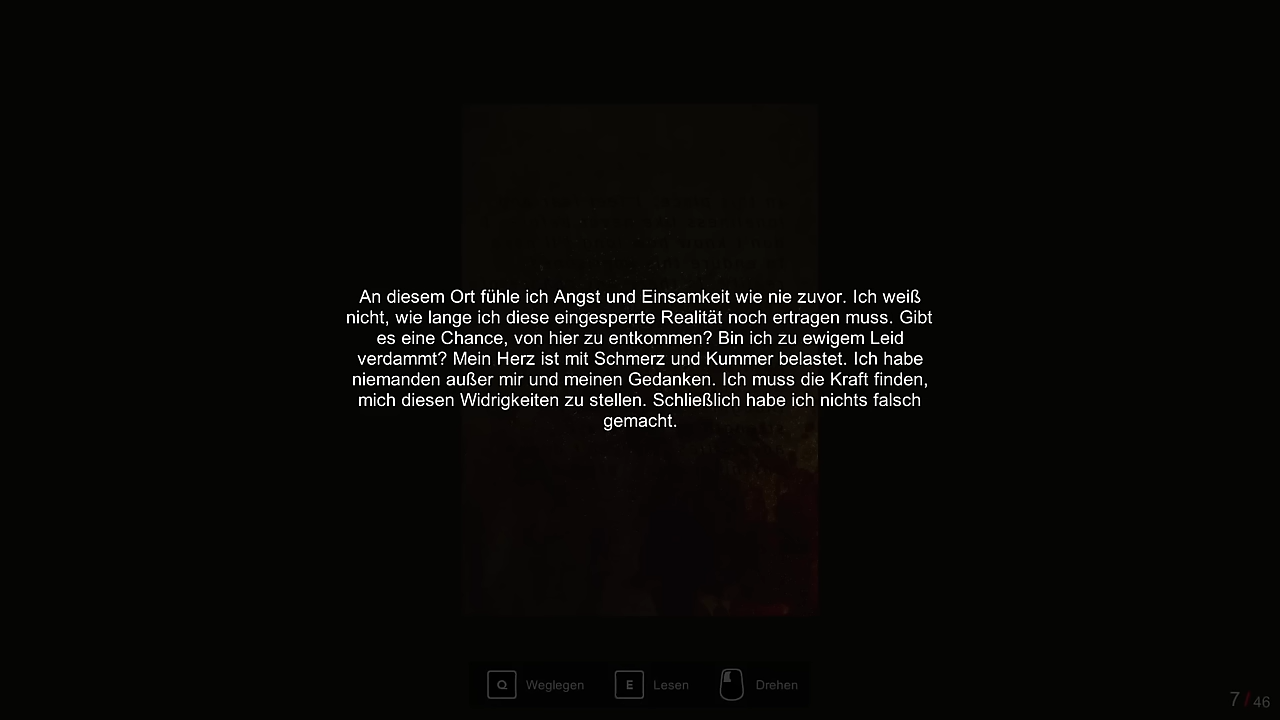 An diesem Ort fühle ich Angst und Einsamkeit wie nie zuvor. Ich weiß
nicht, wie lange ich diese eingesperrte Realität noch ertragen muss. Gibt
es eine Chance, von hier zu entkommen? Bin ich zu ewigem Leid
verdammt? Mein Herz ist mit Schmerz und Kummer belastet. Ich habe
niemanden außer mir und meinen Gedanken. Ich muss die Kraft finden,
mich diesen Widrigkeiten zu stellen. Schließlich habe ich nichts falsch
gemacht.
Q Weglegen E Lesen Drehen
7 / 46